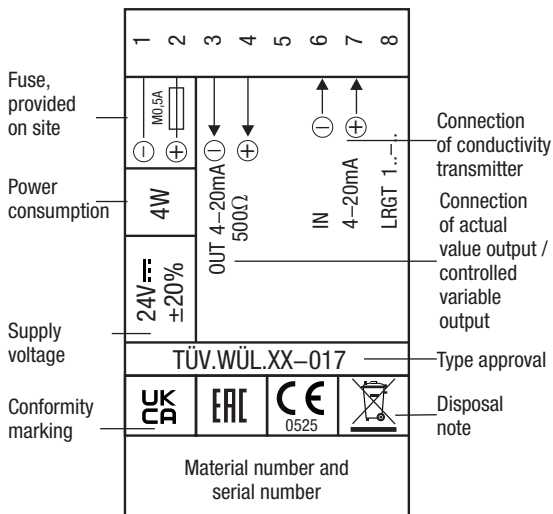 1 2 3 4 5 6 7 8
Fuse,
provided
on site
M0,5A
− + − + − +
Connection
of conductivity
transmitter
Power
consumption
4W
OUT 4–20mA
500Ω
IN
4–20mA
LRGT 1..–..
Connection
of actual
value output /
controlled
variable
output
24V
±20%
Supply
voltage
TÜV.WÜL.XX–017
Type approval
Conformity
marking
UK
CA
EAC
CE
0525
Disposal
note
Material number and
serial number